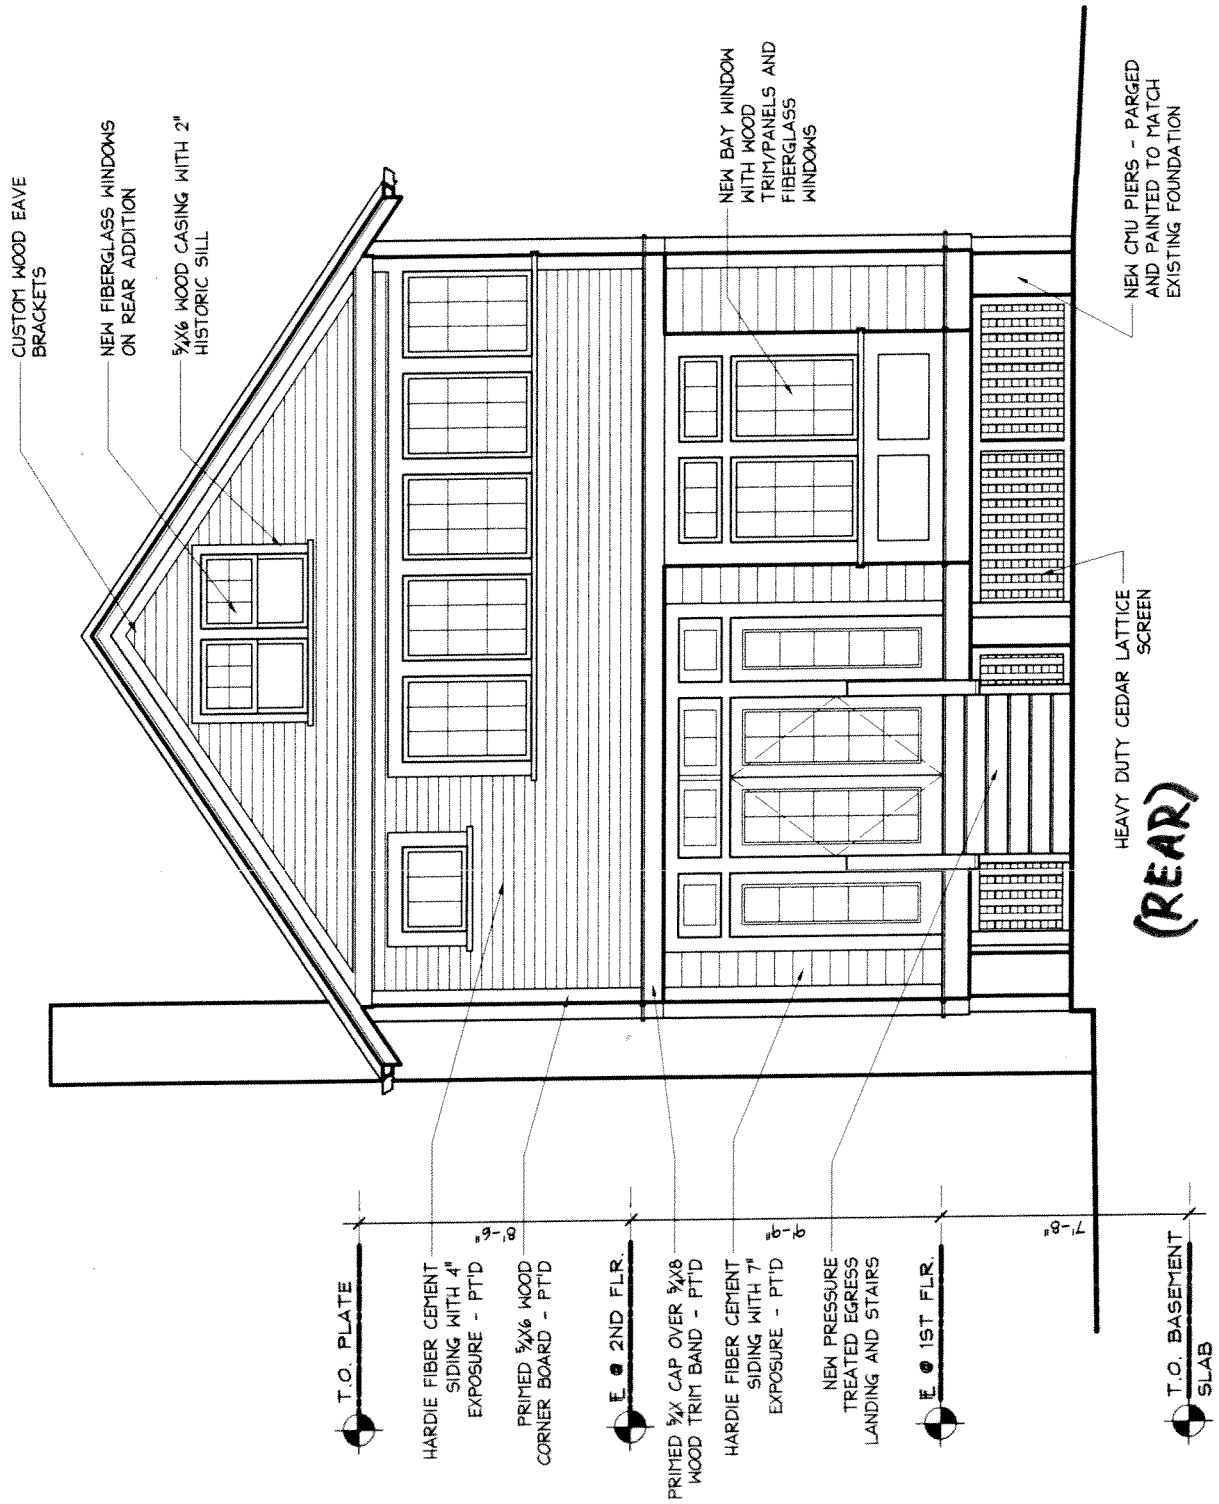 CUSTOM WOOD EAVE
BRACKETS
NEW FIBERGLASS WINDOWS
ON REAR ADDITION
5/4X6 WOOD CASING WITH 2"
HISTORIC SILL
NEW BAY WINDOW
WITH WOOD
TRIM/PANELS AND
FIBERGLASS
WINDOWS
NEW CMU PIERS - PARGED
AND PAINTED TO MATCH
EXISTING FOUNDATION
HEAVY DUTY CEDAR LATTICE
SCREEN
(REAR)
T.O. PLATE
8'-6"
HARDIE FIBER CEMENT
SIDING WITH 4"
EXPOSURE - PT'D
PRIMED 5/4X6 WOOD
CORNER BOARD - PT'D
F @ 2ND FLR.
9'-9"
PRIMED 5/4X CAP OVER 5/4X8
WOOD TRIM BAND - PT'D
HARDIE FIBER CEMENT
SIDING WITH 7"
EXPOSURE - PT'D
NEW PRESSURE
TREATED EGRESS
LANDING AND STAIRS
F @ 1ST FLR.
7'-8"
T.O. BASEMENT
SLAB